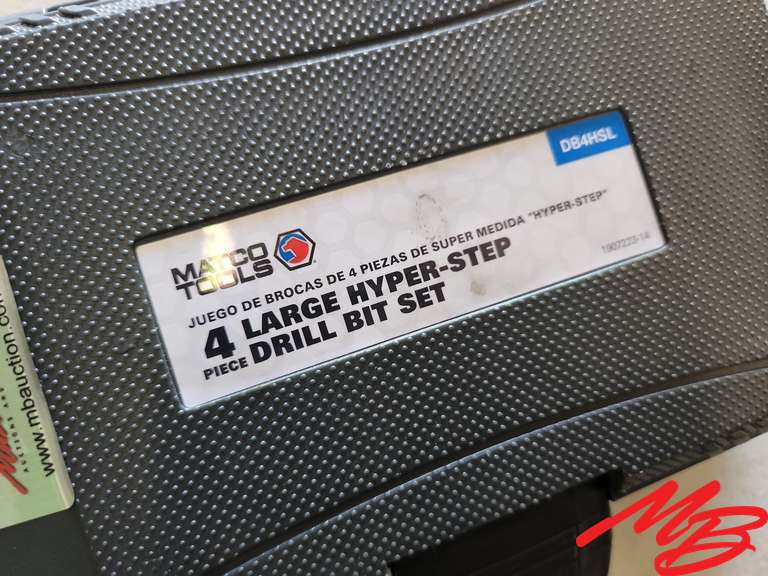 DB4HSL
MATCO
TOOLS
JUEGO DE BROCAS DE 4 PIEZAS DE SUPER MEDIDA "HYPER-STEP"
4 LARGE HYPER-STEP
PIECE DRILL BIT SET
1907223-14
www.mbauction.com
MB